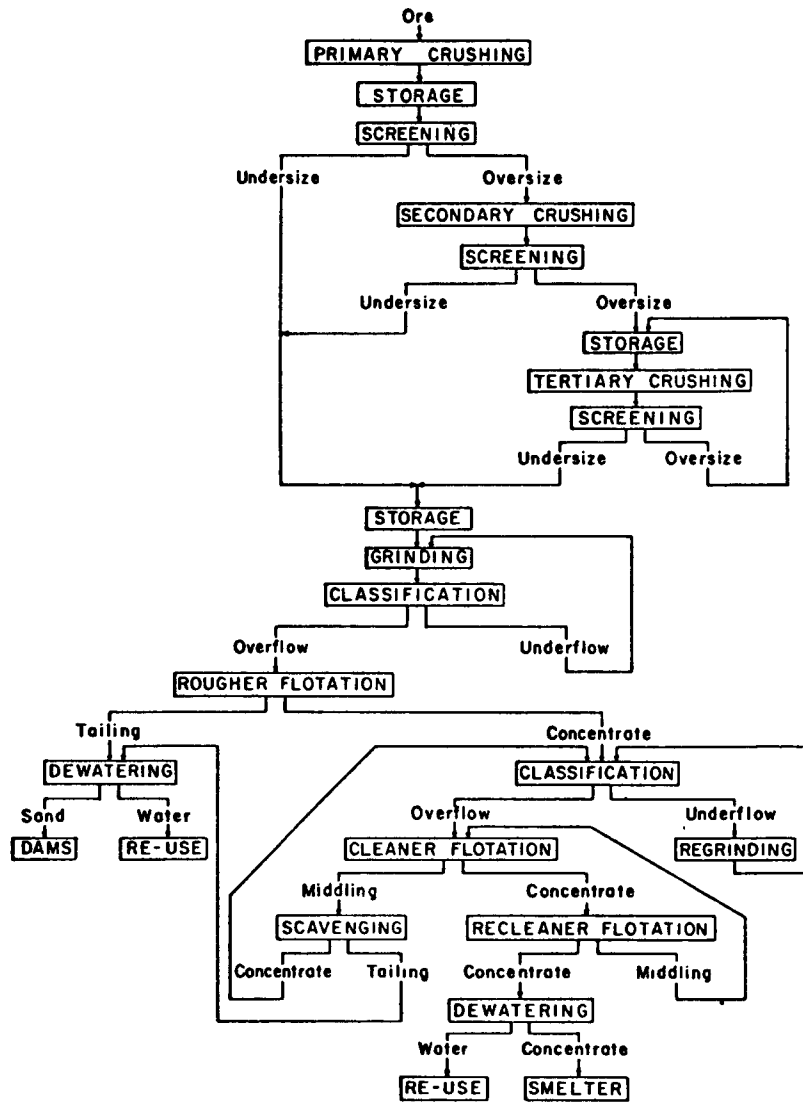 Ore
PRIMARY CRUSHING
STORAGE
SCREENING
Undersize Oversize
SECONDARY CRUSHING
SCREENING
Undersize Oversize
STORAGE
TERTIARY CRUSHING
SCREENING
Undersize Oversize
STORAGE
GRINDING
CLASSIFICATION
Overflow Underflow
ROUGHER FLOTATION
Tailing Concentrate
DEWATERING CLASSIFICATION
Sand Water Overflow Underflow
DAMS RE-USE CLEANER FLOTATION REGRINDING
Middling Concentrate
SCAVENGING RECLEANER FLOTATION
Concentrate Tailing Concentrate Middling
DEWATERING
Water Concentrate
RE-USE SMELTER